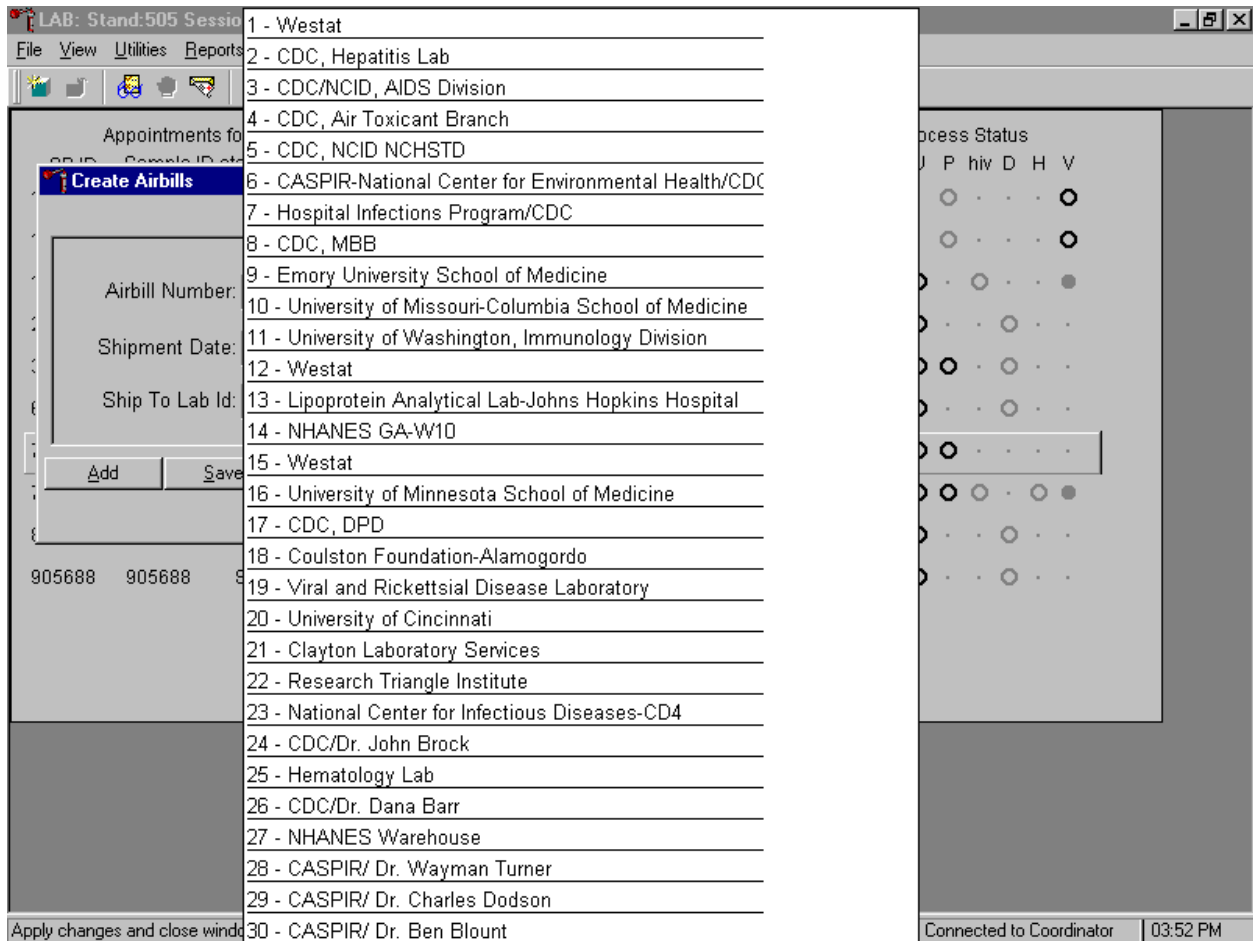 LAB: Stand:505 Sessio
File View Utilities Reports
Appointments fo
ocess Status
P hiv D H V
Create Airbills
Airbill Number:
Shipment Date:
Ship To Lab Id:
Add Save
905688 905688
1 - Westat
2 - CDC, Hepatitis Lab
3 - CDC/NCID, AIDS Division
4 - CDC, Air Toxicant Branch
5 - CDC, NCID NCHSTD
6 - CASPIR-National Center for Environmental Health/CDC
7 - Hospital Infections Program/CDC
8 - CDC, MBB
9 - Emory University School of Medicine
10 - University of Missouri-Columbia School of Medicine
11 - University of Washington, Immunology Division
12 - Westat
13 - Lipoprotein Analytical Lab-Johns Hopkins Hospital
14 - NHANES GA-W10
15 - Westat
16 - University of Minnesota School of Medicine
17 - CDC, DPD
18 - Coulston Foundation-Alamogordo
19 - Viral and Rickettsial Disease Laboratory
20 - University of Cincinnati
21 - Clayton Laboratory Services
22 - Research Triangle Institute
23 - National Center for Infectious Diseases-CD4
24 - CDC/Dr. John Brock
25 - Hematology Lab
26 - CDC/Dr. Dana Barr
27 - NHANES Warehouse
28 - CASPIR/ Dr. Wayman Turner
29 - CASPIR/ Dr. Charles Dodson
30 - CASPIR/ Dr. Ben Blount
Apply changes and close windo
Connected to Coordinator 03:52 PM